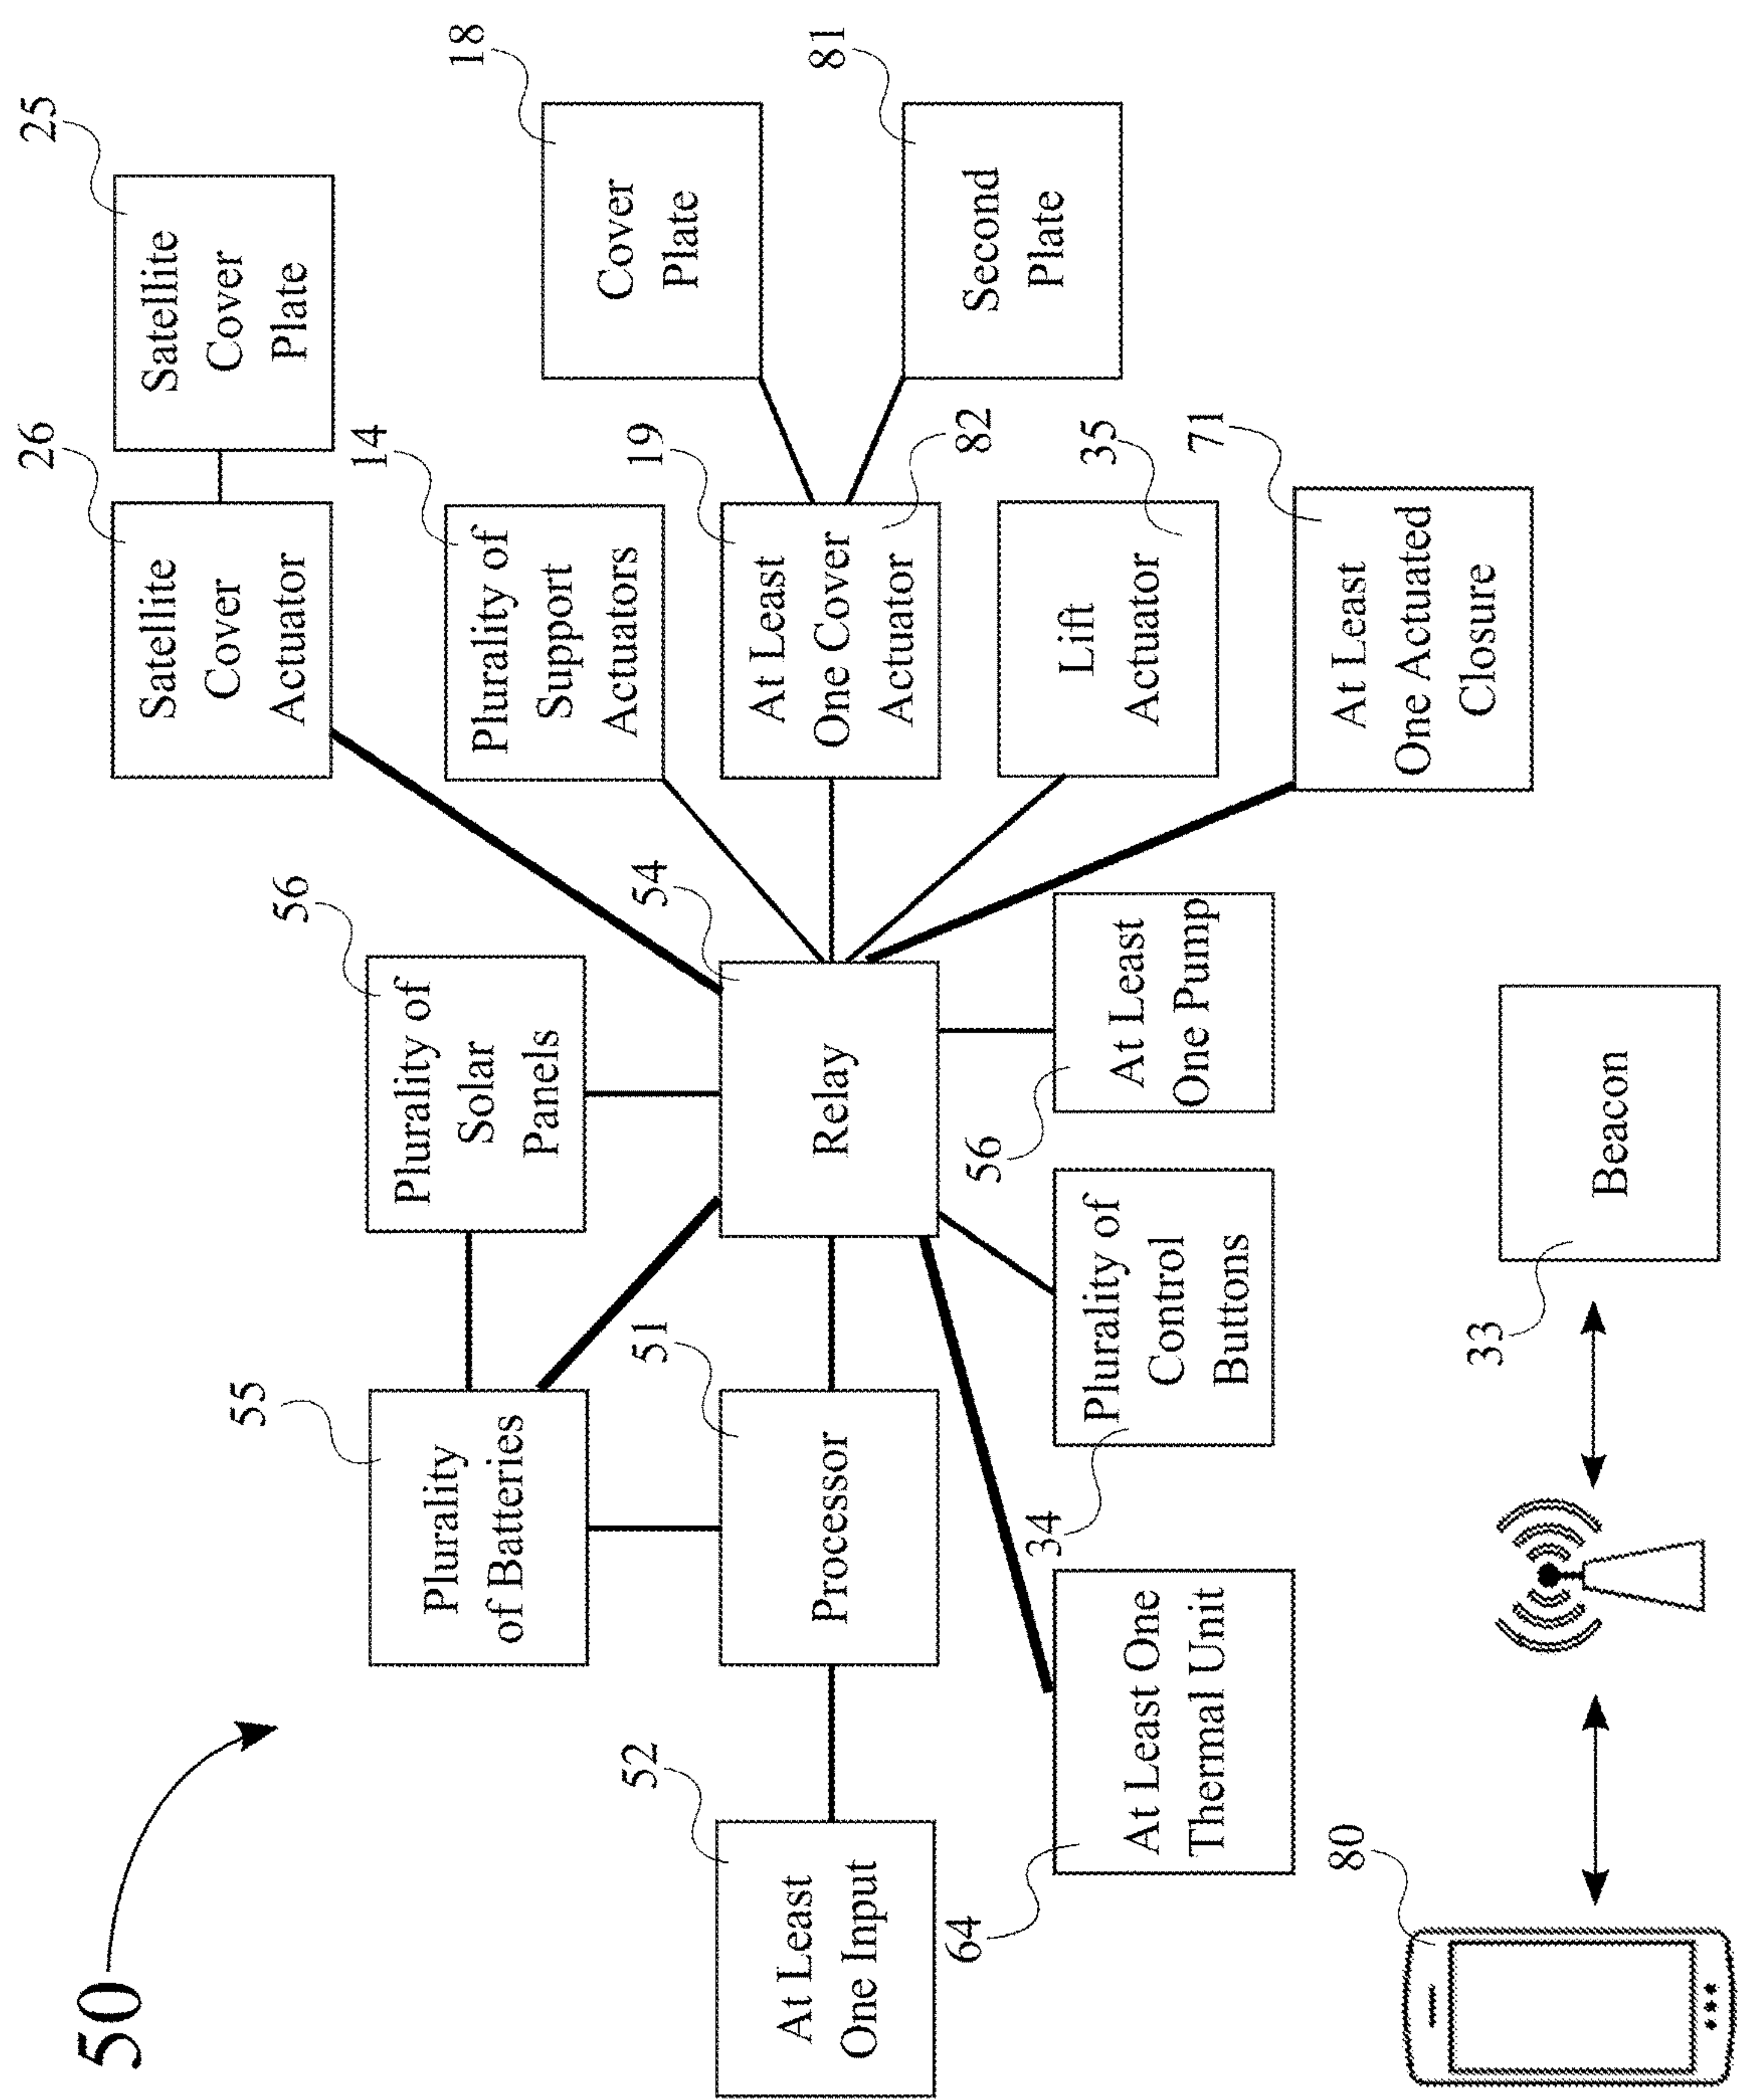 50
25
Satellite
Cover
Plate
26
Satellite
Cover
Actuator
18
Cover
Plate
81
Second
Plate
14
Plurality of
Support
Actuators
19
At Least
One Cover
Actuator
82
35
Lift
Actuator
71
At Least
One Actuated
Closure
56
Plurality of
Solar
Panels
54
Relay
56
At Least
One Pump
55
Plurality
of Batteries
51
Processor
34
Plurality of
Control
Buttons
52
At Least
One Input
64
At Least One
Thermal Unit
33
Beacon
80